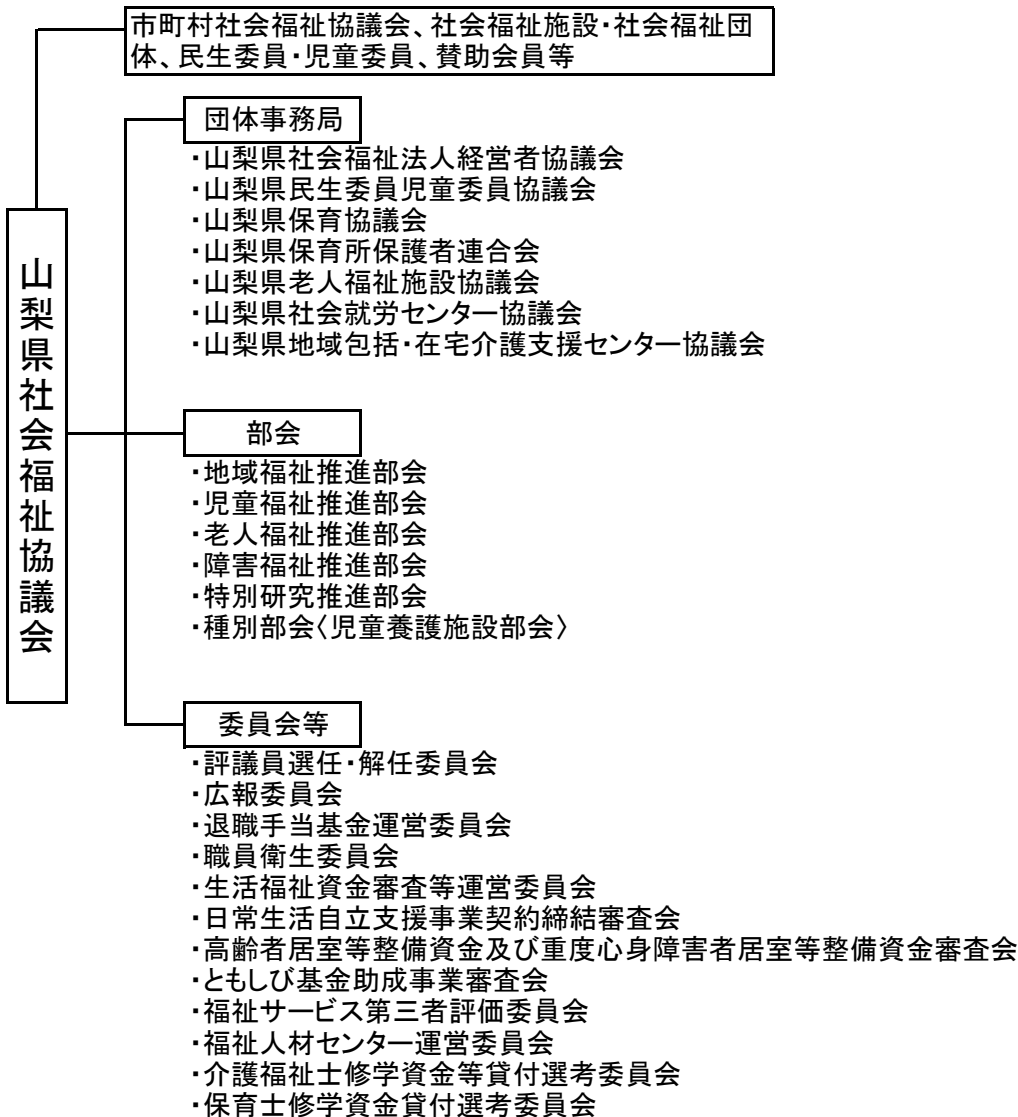 市町村社会福祉協議会、社会福祉施設・社会福祉団
体、民生委員・児童委員、賛助会員等
山梨県社会福祉協議会
団体事務局
・山梨県社会福祉法人経営者協議会
・山梨県民生委員児童委員協議会
・山梨県保育協議会
・山梨県保育所保護者連合会
・山梨県老人福祉施設協議会
・山梨県社会就労センター協議会
・山梨県地域包括・在宅介護支援センター協議会
部会
・地域福祉推進部会
・児童福祉推進部会
・老人福祉推進部会
・障害福祉推進部会
・特別研究推進部会
・種別部会〈児童養護施設部会〉
委員会等
・評議員選任・解任委員会
・広報委員会
・退職手当基金運営委員会
・職員衛生委員会
・生活福祉資金審査等運営委員会
・日常生活自立支援事業契約締結審査会
・高齢者居室等整備資金及び重度心身障害者居室等整備資金審査会
・ともしび基金助成事業審査会
・福祉サービス第三者評価委員会
・福祉人材センター運営委員会
・介護福祉士修学資金等貸付選考委員会
・保育士修学資金貸付選考委員会